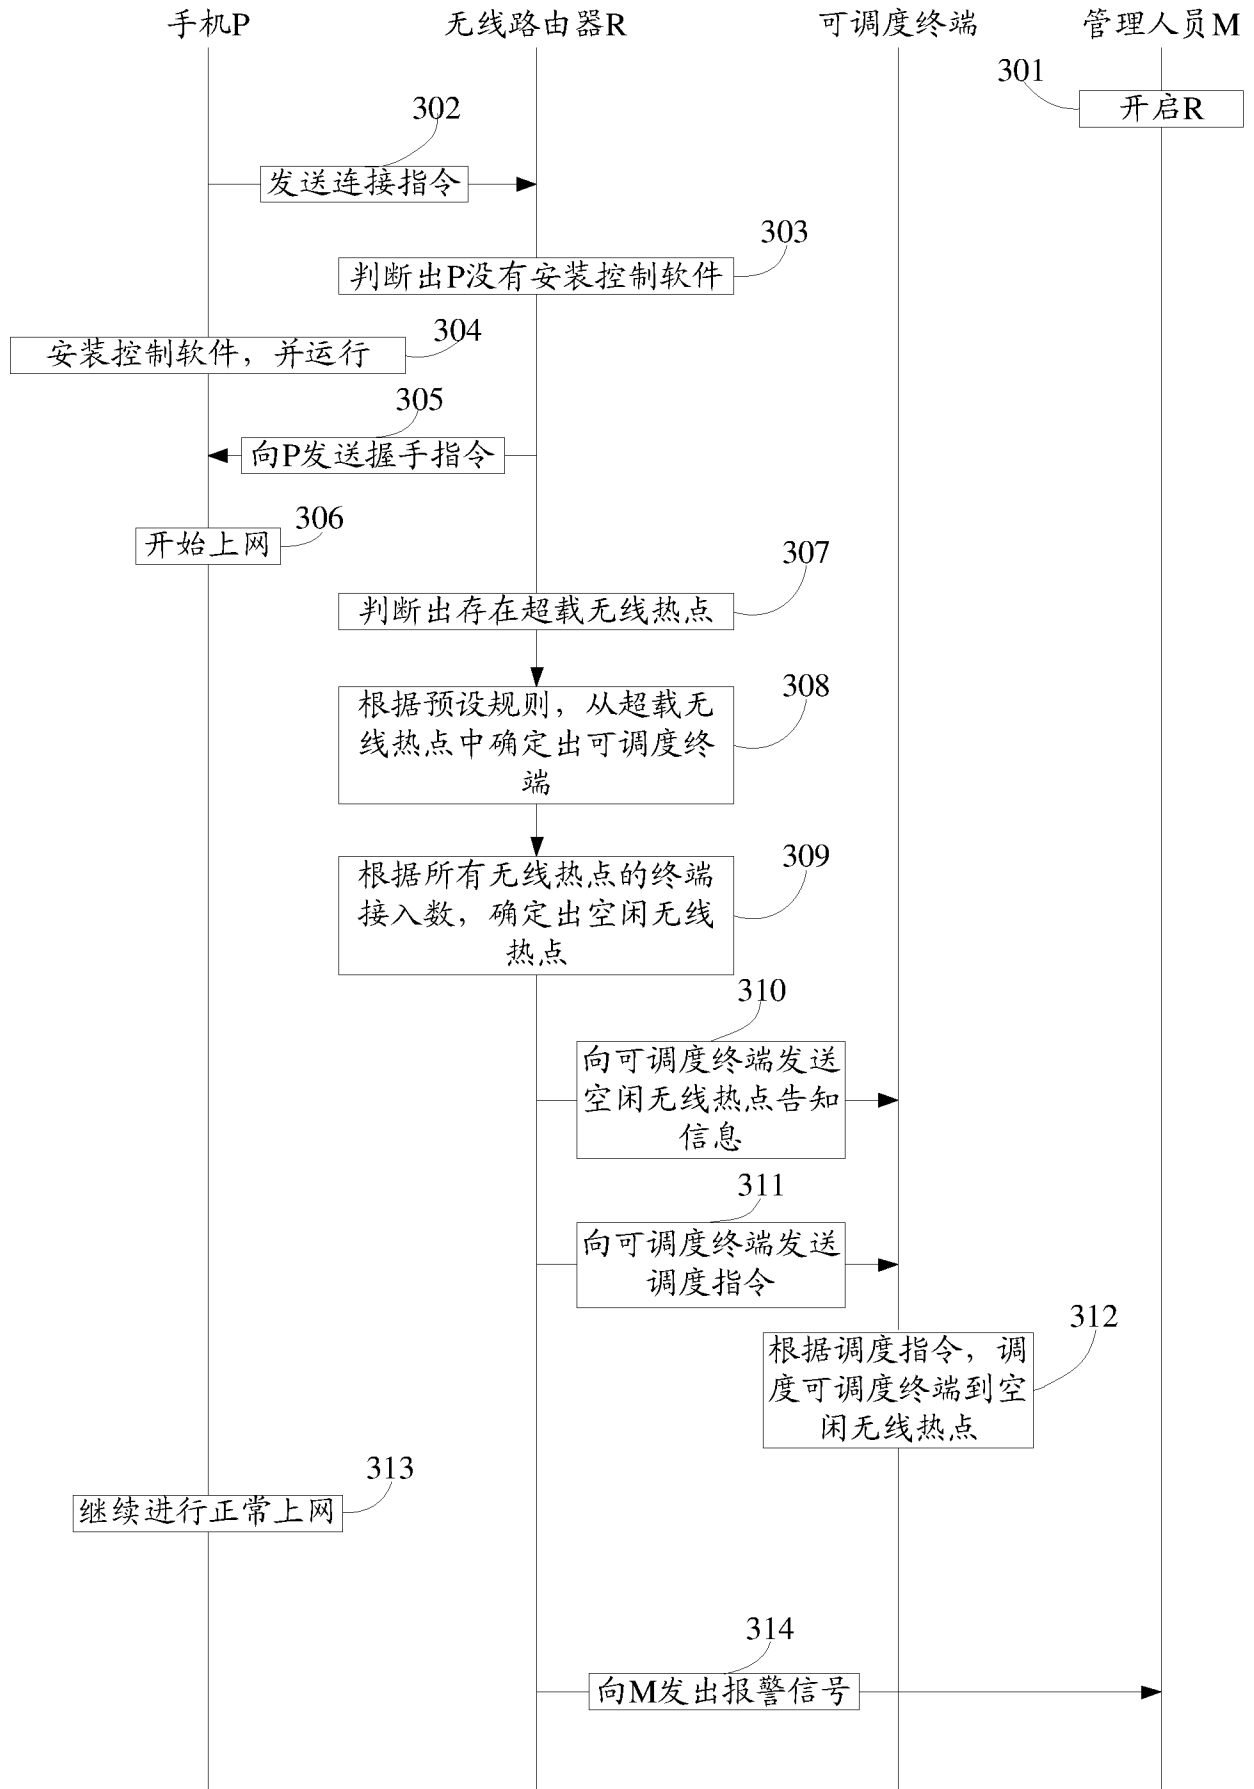 手机P
无线路由器R
可调度终端
管理人员M
301
开启R
302
发送连接指令
303
判断出P没有安装控制软件
304
安装控制软件，并运行
305
向P发送握手指令
306
开始上网
307
判断出存在超载无线热点
308
根据预设规则，从超载无
线热点中确定出可调度终
端
309
根据所有无线热点的终端
接入数，确定出空闲无线
热点
310
向可调度终端发送
空闲无线热点告知
信息
311
向可调度终端发送
调度指令
312
根据调度指令，调
度可调度终端到空
闲无线热点
313
继续进行正常上网
314
向M发出报警信号